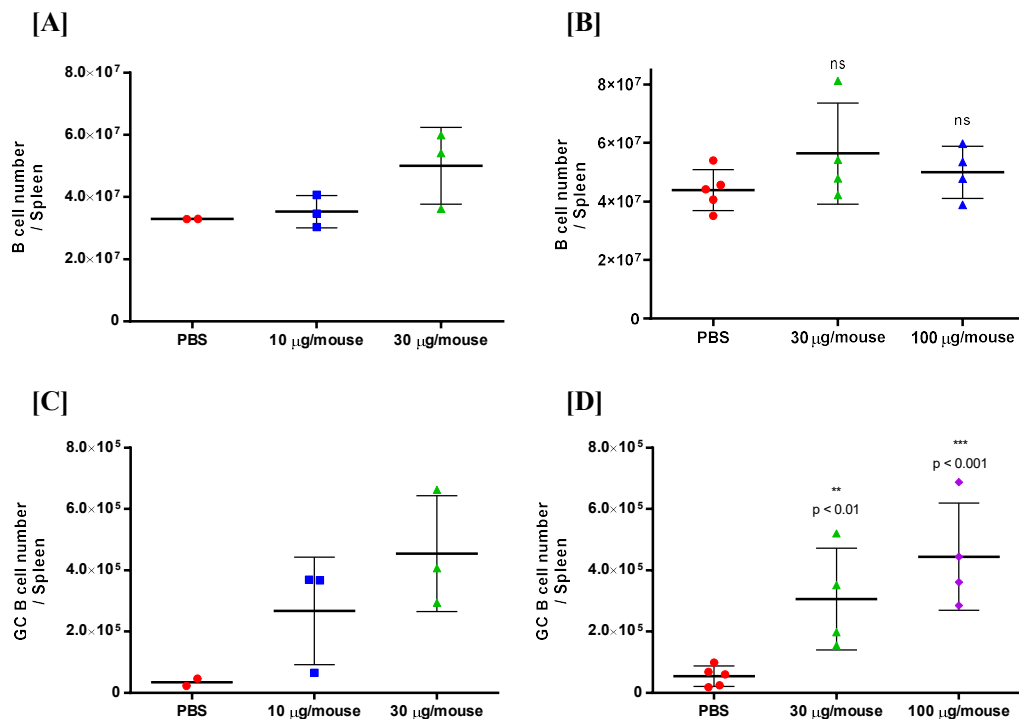 [A]
8.0×10⁷
6.0×10⁷
4.0×10⁷
2.0×10⁷
0
B cell number
/ Spleen
PBS
10 μg/mouse
30 μg/mouse
[B]
8×10⁷
6×10⁷
4×10⁷
2×10⁷
0
B cell number
/ Spleen
ns
ns
PBS
30 μg/mouse
100 μg/mouse
[C]
8.0×10⁵
6.0×10⁵
4.0×10⁵
2.0×10⁵
0
GC B cell number
/ Spleen
PBS
10 μg/mouse
30 μg/mouse
[D]
8.0×10⁵
6.0×10⁵
4.0×10⁵
2.0×10⁵
0
GC B cell number
/ Spleen
**
p < 0.01
***
p < 0.001
PBS
30 μg/mouse
100 μg/mouse